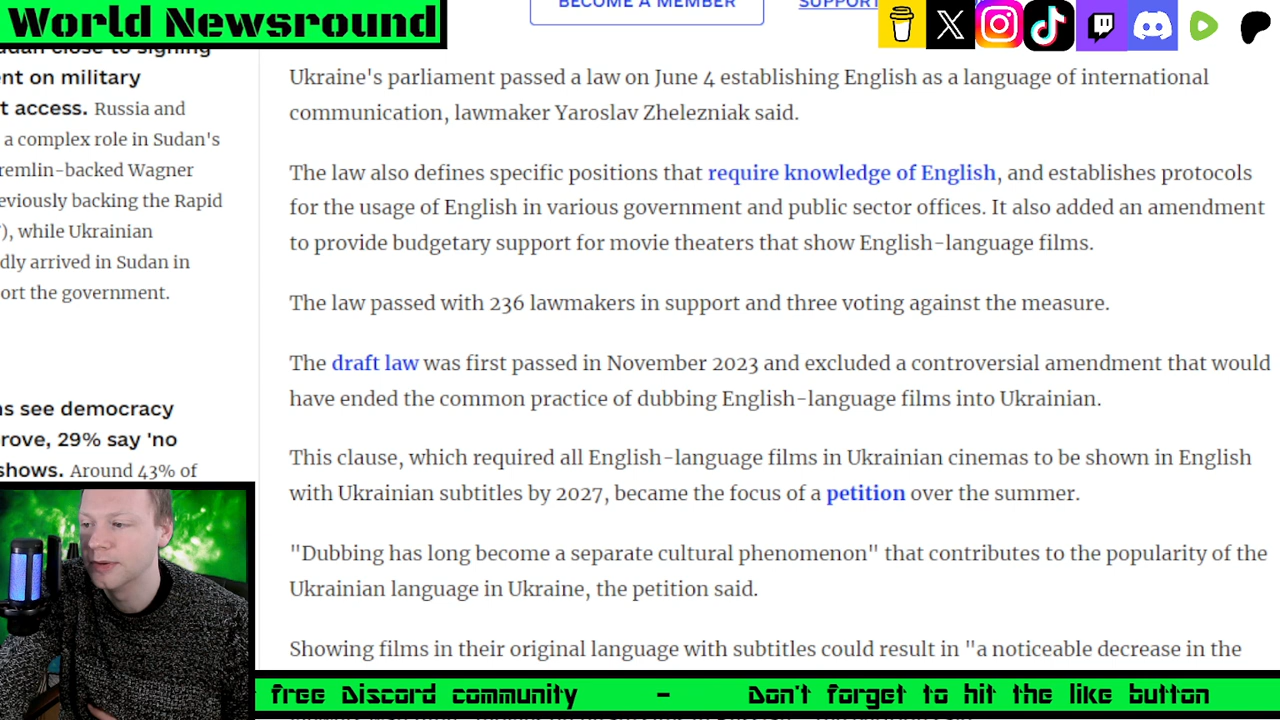 World Newsround
BECOME A MEMBER
SUPPORT
close to signing
nt on military
t access. Russia and
a complex role in Sudan's
remlin-backed Wagner
eviously backing the Rapid
'), while Ukrainian
dly arrived in Sudan in
ort the government.
ns see democracy
rove, 29% say 'no
shows. Around 43% of
Ukraine's parliament passed a law on June 4 establishing English as a language of international
communication, lawmaker Yaroslav Zhelezniak said.
The law also defines specific positions that require knowledge of English, and establishes protocols
for the usage of English in various government and public sector offices. It also added an amendment
to provide budgetary support for movie theaters that show English-language films.
The law passed with 236 lawmakers in support and three voting against the measure.
The draft law was first passed in November 2023 and excluded a controversial amendment that would
have ended the common practice of dubbing English-language films into Ukrainian.
This clause, which required all English-language films in Ukrainian cinemas to be shown in English
with Ukrainian subtitles by 2027, became the focus of a petition over the summer.
"Dubbing has long become a separate cultural phenomenon" that contributes to the popularity of the
Ukrainian language in Ukraine, the petition said.
Showing films in their original language with subtitles could result in "a noticeable decrease in the
free Discord community - Don't forget to hit the like button